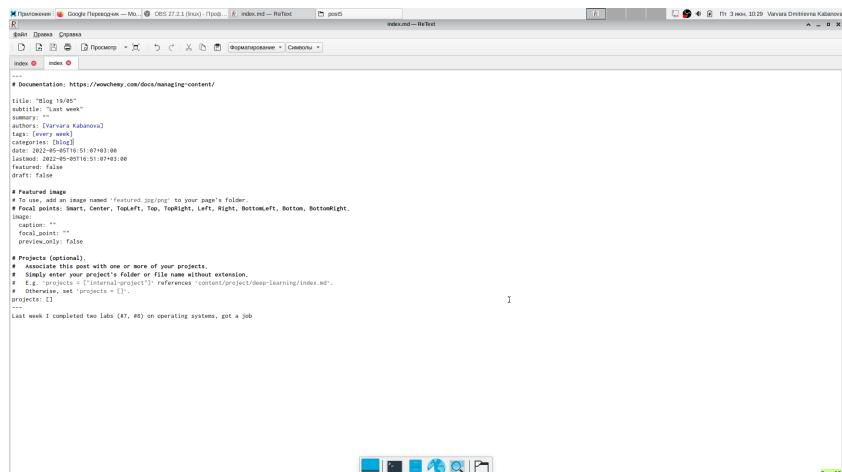 Приложения Google Переводчик — Mo... OBS 27.2.1 (linux) - Проф... index.md — ReText post5 Пт 3 июн, 10:29 Varvara Dmitrievna Kabanova
index.md — ReText
Файл Правка Справка
Просмотр Форматирование Символы
index index
---
# Documentation: https://wowchemy.com/docs/managing-content/
title: "Blog 19/05"
subtitle: "Last week"
summary: ""
authors: [Varvara Kabanova]
tags: [every week]
categories: [blog]
date: 2022-05-05T16:51:07+03:00
lastmod: 2022-05-05T16:51:07+03:00
featured: false
draft: false
# Featured image
# To use, add an image named `featured.jpg/png` to your page's folder.
# Focal points: Smart, Center, TopLeft, Top, TopRight, Left, Right, BottomLeft, Bottom, BottomRight.
image:
caption: ""
focal_point: ""
preview_only: false
# Projects (optional).
# Associate this post with one or more of your projects.
# Simply enter your project's folder or file name without extension.
# E.g. `projects = ["internal-project"]` references `content/project/deep-learning/index.md`.
# Otherwise, set `projects = []`.
projects: []
---
Last week I completed two labs (#7, #8) on operating systems, got a job